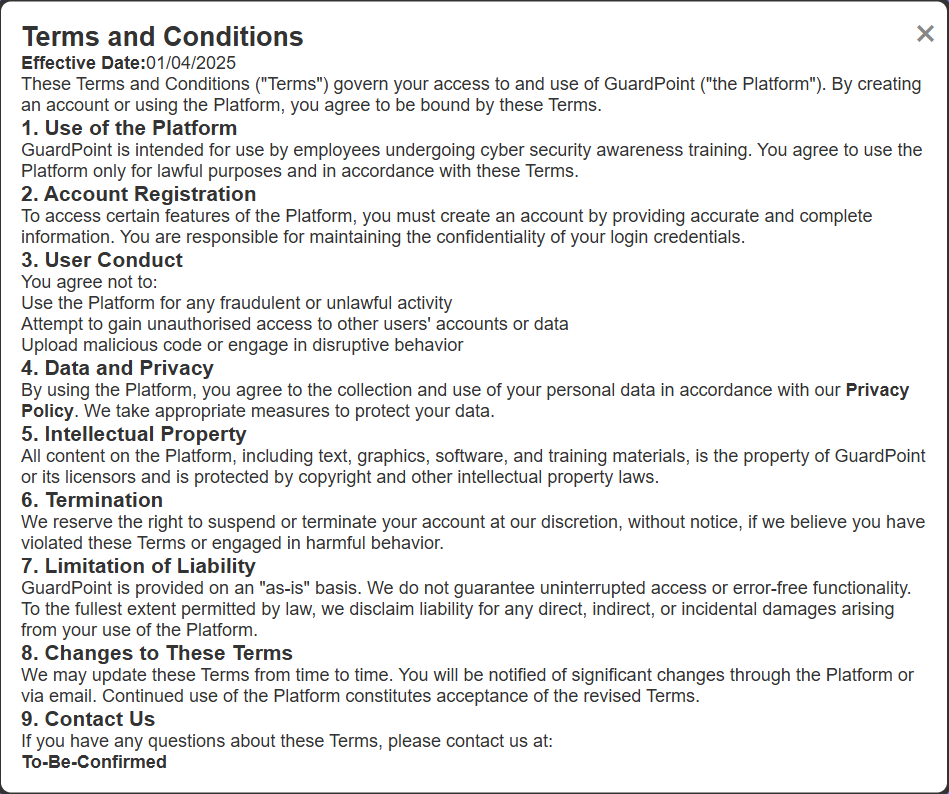 Terms and Conditions
Effective Date:01/04/2025
These Terms and Conditions ("Terms") govern your access to and use of GuardPoint ("the Platform"). By creating
an account or using the Platform, you agree to be bound by these Terms.
1. Use of the Platform
GuardPoint is intended for use by employees undergoing cyber security awareness training. You agree to use the
Platform only for lawful purposes and in accordance with these Terms.
2. Account Registration
To access certain features of the Platform, you must create an account by providing accurate and complete
information. You are responsible for maintaining the confidentiality of your login credentials.
3. User Conduct
You agree not to:
Use the Platform for any fraudulent or unlawful activity
Attempt to gain unauthorised access to other users' accounts or data
Upload malicious code or engage in disruptive behavior
4. Data and Privacy
By using the Platform, you agree to the collection and use of your personal data in accordance with our Privacy
Policy. We take appropriate measures to protect your data.
5. Intellectual Property
All content on the Platform, including text, graphics, software, and training materials, is the property of GuardPoint
or its licensors and is protected by copyright and other intellectual property laws.
6. Termination
We reserve the right to suspend or terminate your account at our discretion, without notice, if we believe you have
violated these Terms or engaged in harmful behavior.
7. Limitation of Liability
GuardPoint is provided on an "as-is" basis. We do not guarantee uninterrupted access or error-free functionality.
To the fullest extent permitted by law, we disclaim liability for any direct, indirect, or incidental damages arising
from your use of the Platform.
8. Changes to These Terms
We may update these Terms from time to time. You will be notified of significant changes through the Platform or
via email. Continued use of the Platform constitutes acceptance of the revised Terms.
9. Contact Us
If you have any questions about these Terms, please contact us at:
To-Be-Confirmed